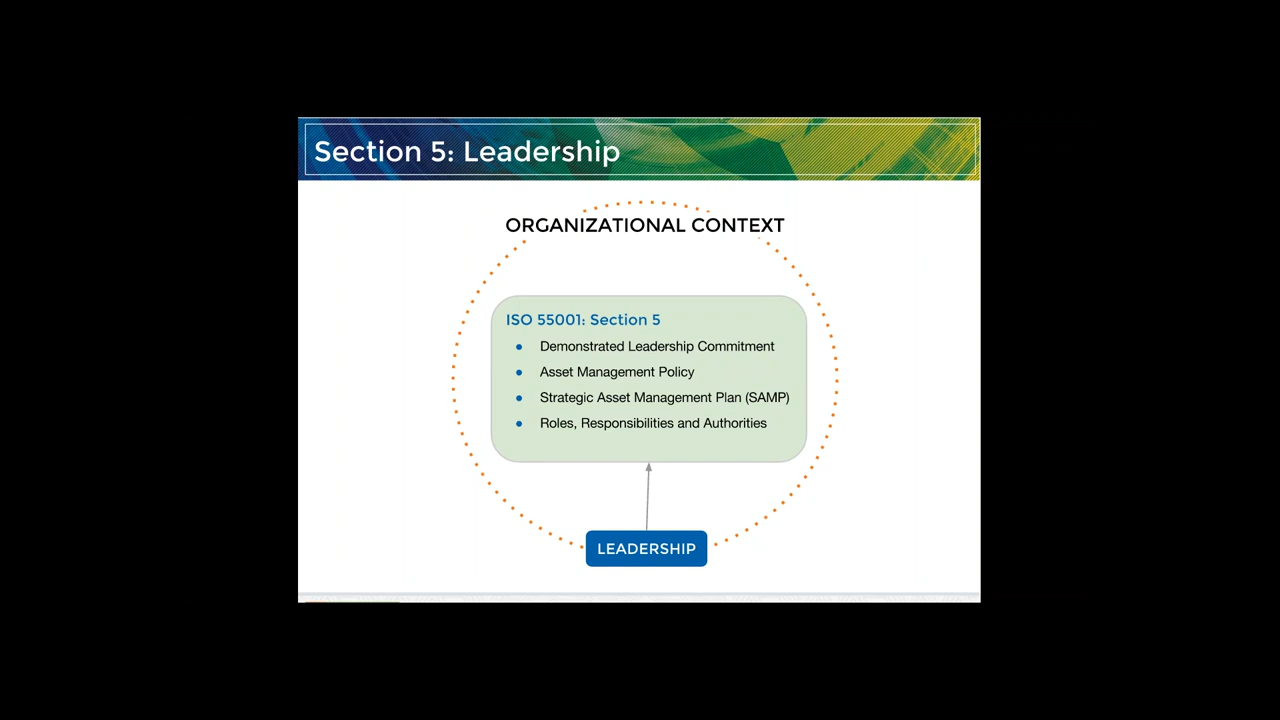 Section 5: Leadership
ORGANIZATIONAL CONTEXT
ISO 55001: Section 5
● Demonstrated Leadership Commitment
● Asset Management Policy
● Strategic Asset Management Plan (SAMP)
● Roles, Responsibilities and Authorities
LEADERSHIP